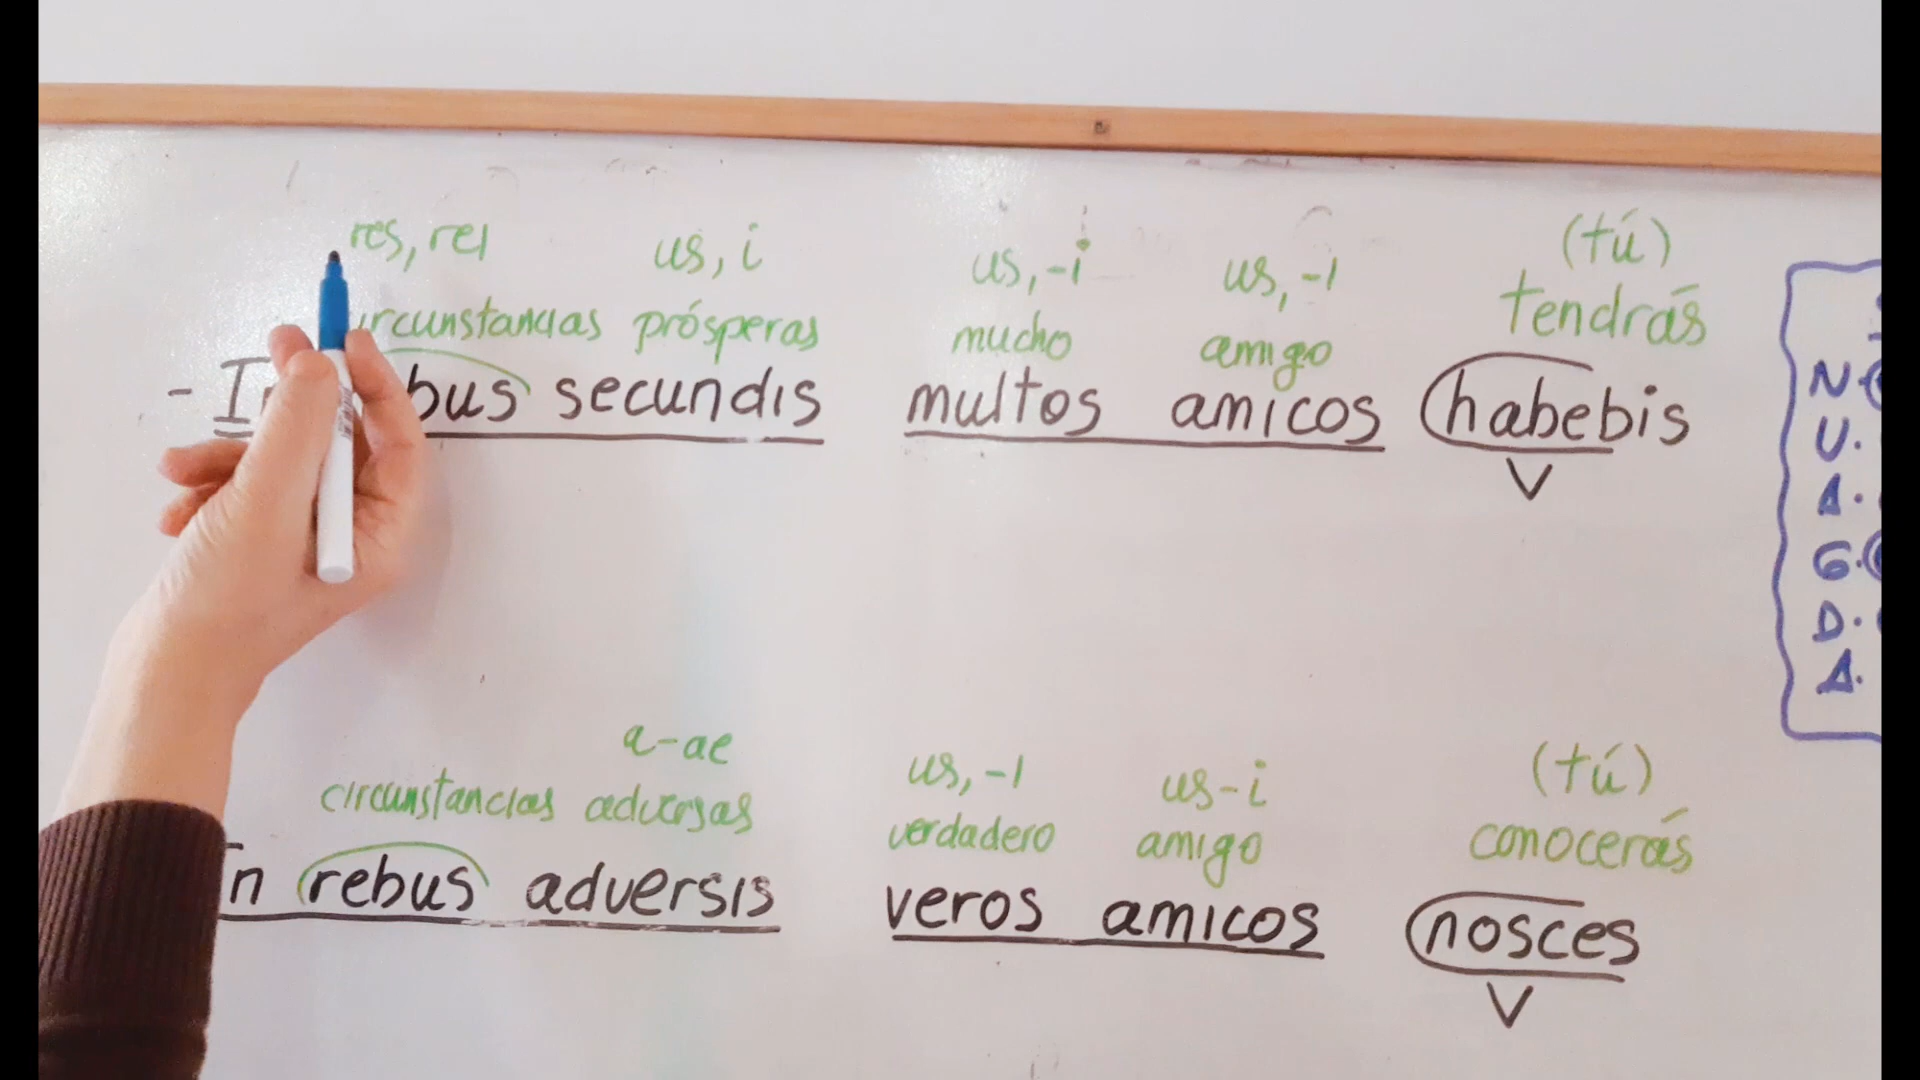 res, rei us, i us, -i us, -i (tú)
circunstancias prósperas mucho amigo tendrás
- In bus secundis multos amicos habebis
V
N.
U.
A.
G.
D.
A.
a-ae us, -i us-i (tú)
circunstancias adversas verdadero amigo conocerás
In rebus adversis veros amicos nosces
V